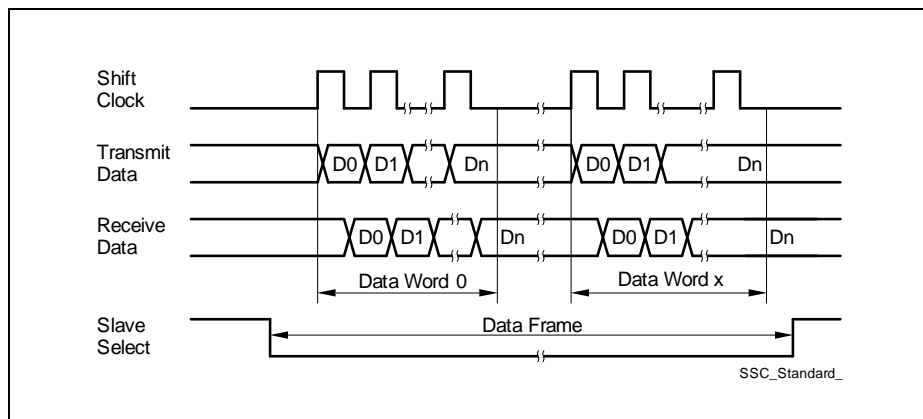 Shift
Clock
Transmit
Data
D0 D1 Dn D0 D1 Dn
Receive
Data
D0 D1 Dn D0 D1 Dn
Data Word 0 Data Word x
Slave
Select
Data Frame
SSC_Standard_